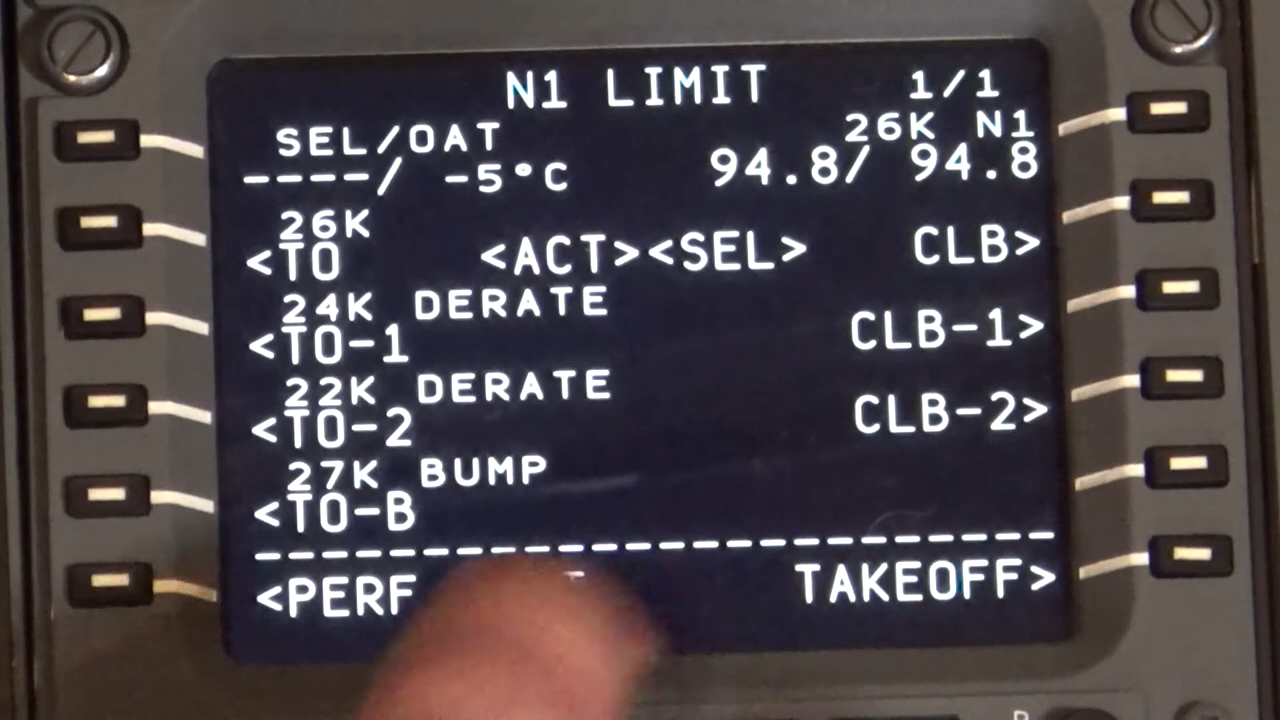 N1 LIMIT 1/1
SEL/OAT 26K N1
----/ -5°C 94.8/ 94.8
26K
<TO <ACT><SEL> CLB>
24K DERATE
<TO-1 CLB-1>
22K DERATE
<TO-2 CLB-2>
27K BUMP
<TO-B
--------------------------
<PERF TAKEOFF>